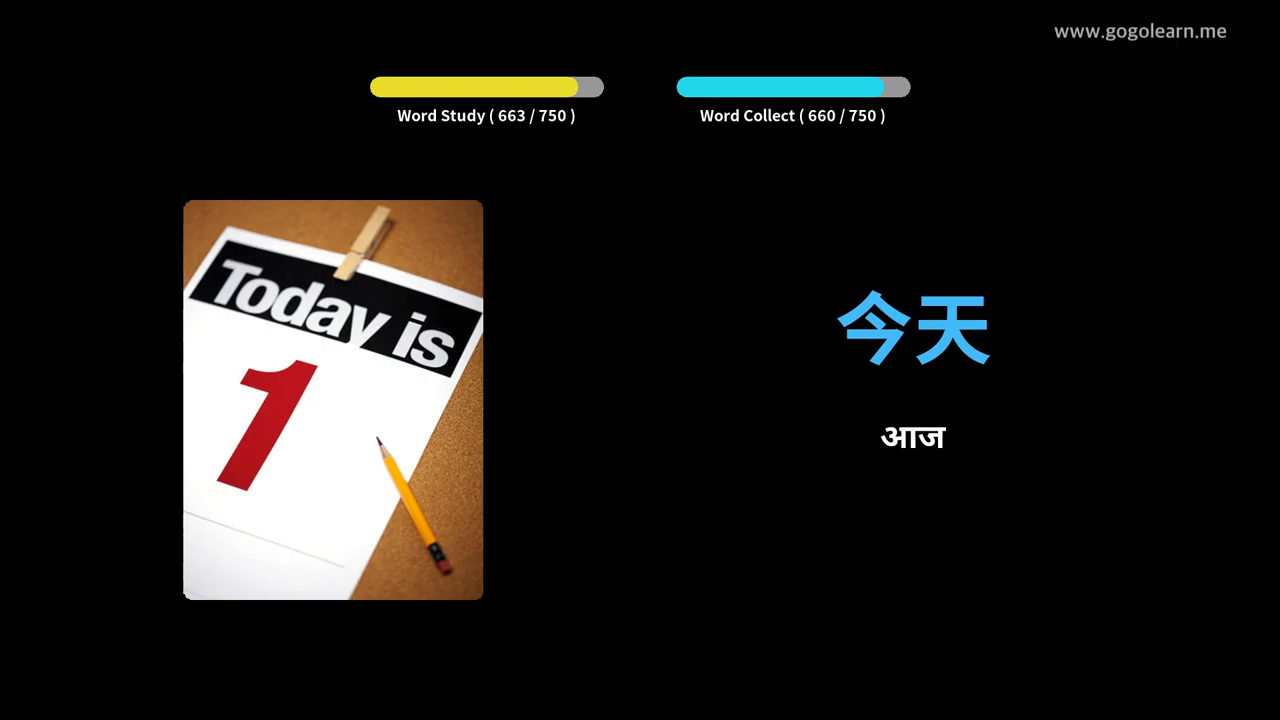 www.gogolearn.me
Word Study ( 663 / 750 )
Word Collect ( 660 / 750 )
Today is
1
今天
आज